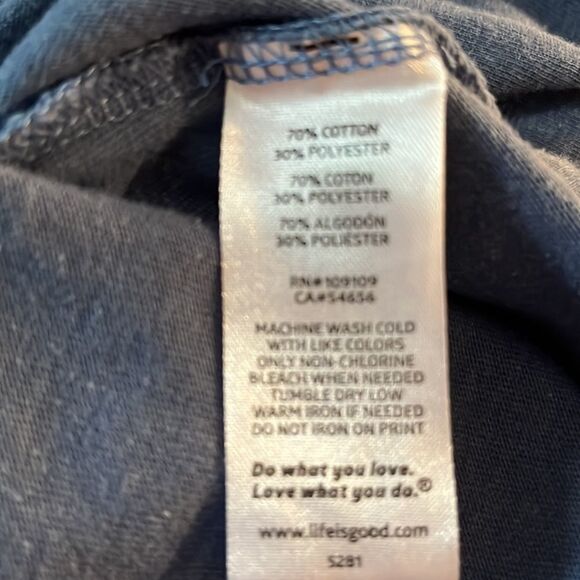 70% COTTON
30% POLYESTER
70% COTON
30% POLYESTER
70% ALGODÓN
30% POLIÉSTER
RN#109109
CA#54656
MACHINE WASH COLD
WITH LIKE COLORS
ONLY NON-CHLORINE
BLEACH WHEN NEEDED
TUMBLE DRY LOW
WARM IRON IF NEEDED
DO NOT IRON ON PRINT
Do what you love.
Love what you do.®
www.lifeisgood.com
5281